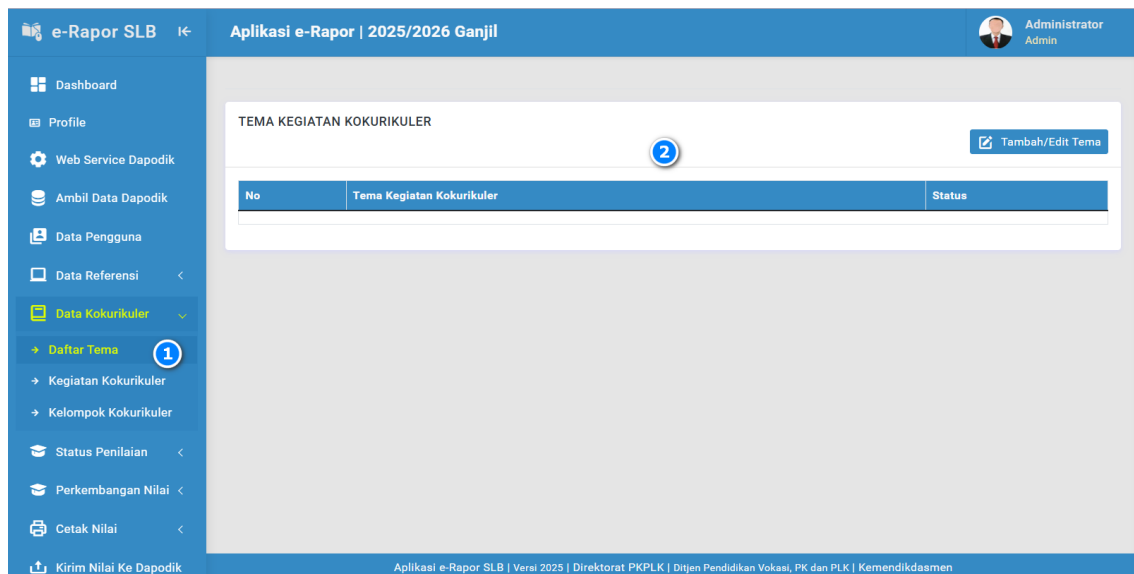 e-Rapor SLB
Aplikasi e-Rapor | 2025/2026 Ganjil
Administrator
Admin
Dashboard
Profile
Web Service Dapodik
Ambil Data Dapodik
Data Pengguna
Data Referensi
Data Kokurikuler
Daftar Tema
1
Kegiatan Kokurikuler
Kelompok Kokurikuler
Status Penilaian
Perkembangan Nilai
Cetak Nilai
Kirim Nilai Ke Dapodik
TEMA KEGIATAN KOKURIKULER
2
Tambah/Edit Tema
No Tema Kegiatan Kokurikuler Status
Aplikasi e-Rapor SLB | Versi 2025 | Direktorat PKPLK | Ditjen Pendidikan Vokasi, PK dan PLK | Kemendikdasmen